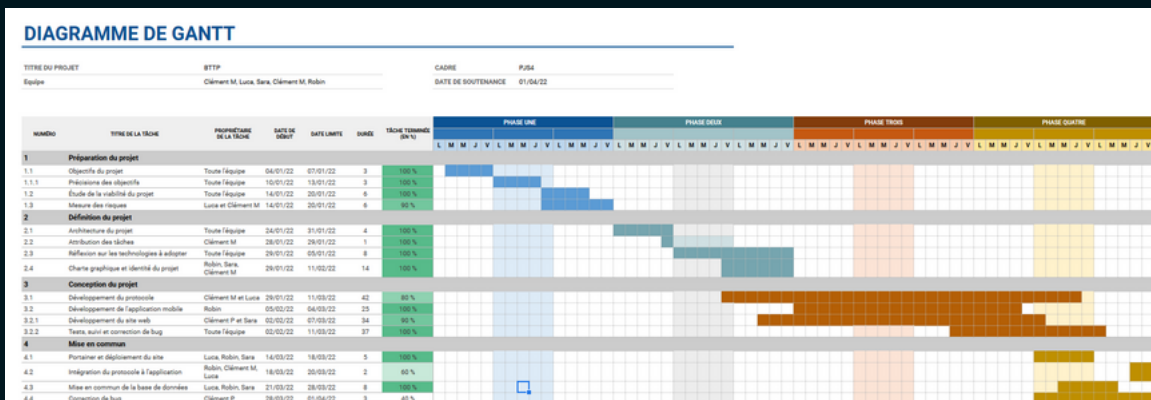 DIAGRAMME DE GANTT
TITRE DU PROJET BTTP CADRE PJS4
Equipe Clément M, Luca, Sara, Clément M, Robin DATE DE SOUTENANCE 01/04/22
PHASE UNE PHASE DEUX PHASE TROIS PHASE QUATRE
NUMÉRO TITRE DE LA TÂCHE PROPRIÉTAIRE DE LA TÂCHE DATE DE DÉBUT DATE LIMITE DURÉE TÂCHE TERMINÉE (EN %)
L M M J V L M M J V L M M J V L M M J V L M M J V L M M J V L M M J V L M M J V L M M J V L M M J V L M M J V L M M J V
1 Préparation du projet
1.1 Objectifs du projet Toute l'équipe 04/01/22 07/01/22 3 100 %
1.1.1 Précisions des objectifs Toute l'équipe 10/01/22 13/01/22 3 100 %
1.2 Étude de la viabilité du projet Toute l'équipe 14/01/22 20/01/22 6 100 %
1.3 Mesure des risques Luca et Clément M 14/01/22 20/01/22 6 90 %
2 Définition du projet
2.1 Architecture du projet Toute l'équipe 24/01/22 31/01/22 4 100 %
2.2 Attribution des tâches Clément M 28/01/22 29/01/22 1 100 %
2.3 Réflexion sur les technologies à adopter Toute l'équipe 29/01/22 05/01/22 8 100 %
2.4 Charte graphique et identité du projet Robin, Sara, Clément M 29/01/22 11/02/22 14 100 %
3 Conception du projet
3.1 Développement du protocole Clément M et Luca 29/01/22 11/03/22 42 80 %
3.2 Développement de l'application mobile Robin 05/02/22 04/03/22 25 100 %
3.2.1 Développement du site web Clément P et Sara 02/02/22 07/03/22 34 90 %
3.2.2 Tests, suivi et correction de bug Toute l'équipe 02/02/22 11/03/22 37 100 %
4 Mise en commun
4.1 Portainer et déploiement du site Luca, Robin, Sara 14/03/22 18/03/22 5 100 %
4.2 Intégration du protocole à l'application Robin, Clément M, Luca 18/03/22 20/03/22 2 60 %
4.3 Mise en commun de la base de données Luca, Robin, Sara 21/03/22 28/03/22 8 100 %
4.4 Correction de bug Clément P 28/03/22 01/04/22 3 40 %